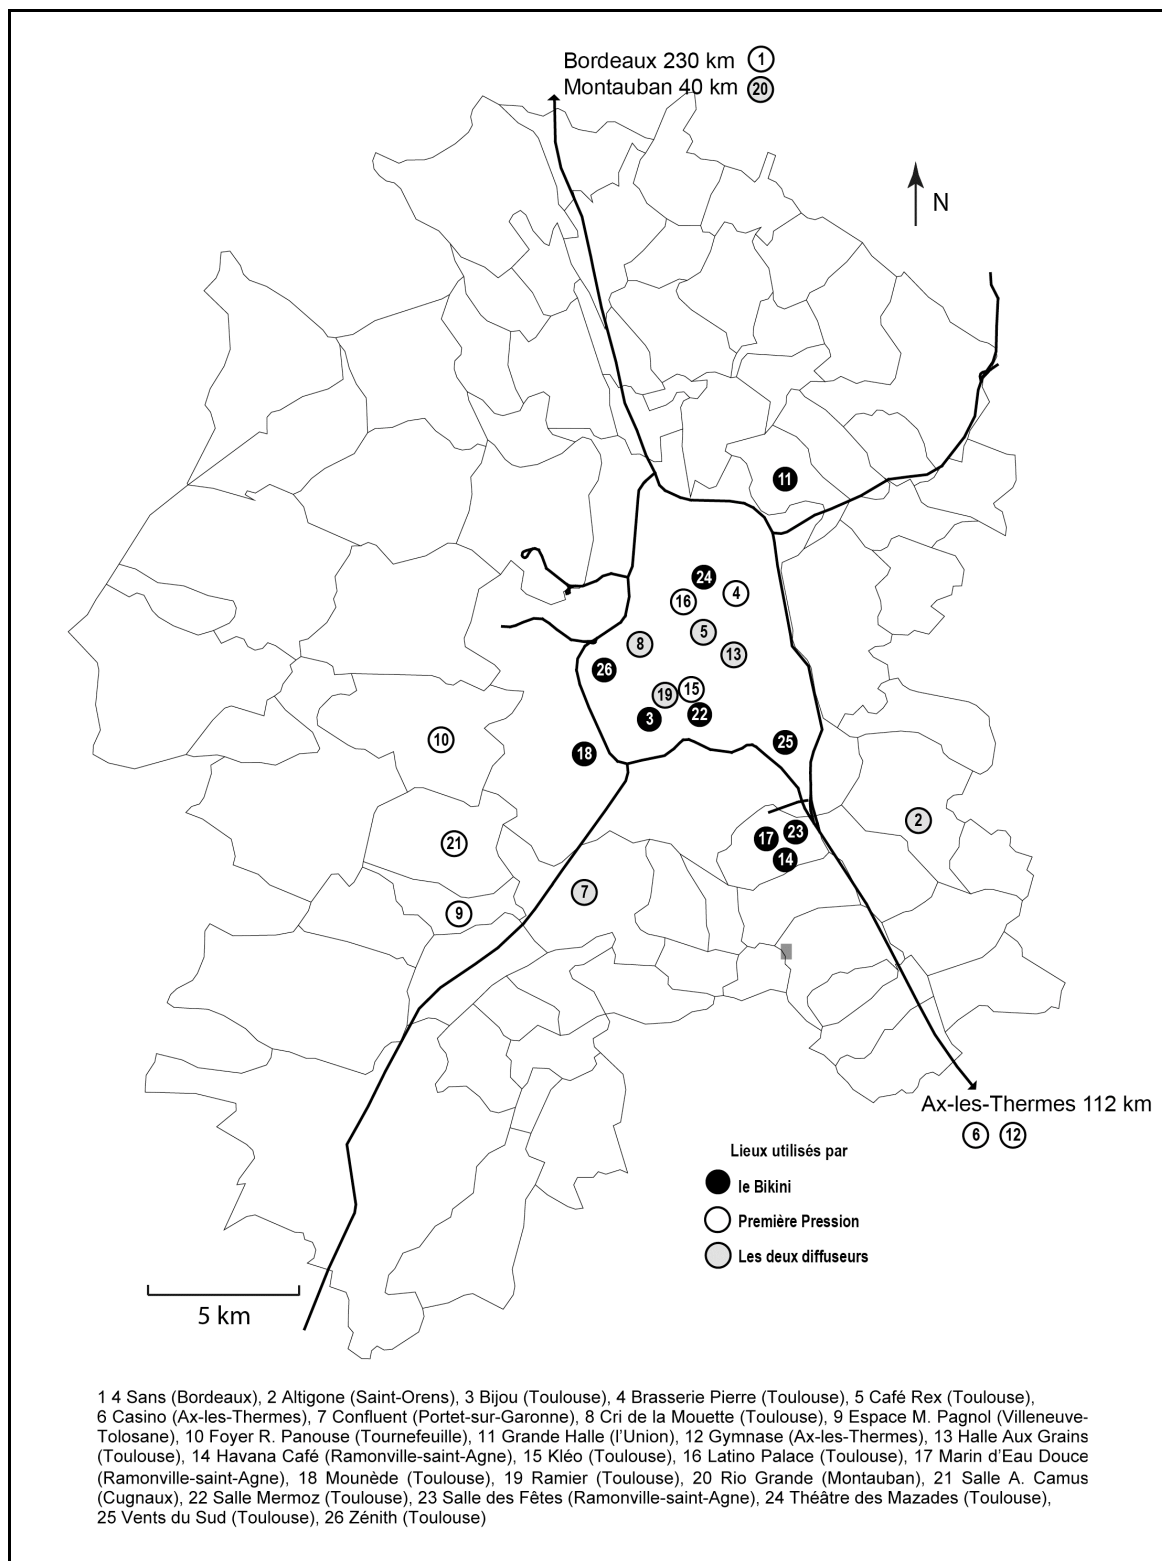 Bordeaux 230 km 1
Montauban 40 km 20
N
11
24
16
4
5
8
13
26
19
15
3
22
10
18
25
2
21
17
23
14
7
9
Ax-les-Thermes 112 km
6 12
Lieux utilisés par
le Bikini
Première Pression
Les deux diffuseurs
5 km
1 4 Sans (Bordeaux), 2 Altigone (Saint-Orens), 3 Bijou (Toulouse), 4 Brasserie Pierre (Toulouse), 5 Café Rex (Toulouse),
6 Casino (Ax-les-Thermes), 7 Confluent (Portet-sur-Garonne), 8 Cri de la Mouette (Toulouse), 9 Espace M. Pagnol (Villeneuve-
Tolosane), 10 Foyer R. Panouse (Tournefeuille), 11 Grande Halle (l'Union), 12 Gymnase (Ax-les-Thermes), 13 Halle Aux Grains
(Toulouse), 14 Havana Café (Ramonville-saint-Agne), 15 Kléo (Toulouse), 16 Latino Palace (Toulouse), 17 Marin d'Eau Douce
(Ramonville-saint-Agne), 18 Mounède (Toulouse), 19 Ramier (Toulouse), 20 Rio Grande (Montauban), 21 Salle A. Camus
(Cugnaux), 22 Salle Mermoz (Toulouse), 23 Salle des Fêtes (Ramonville-saint-Agne), 24 Théâtre des Mazades (Toulouse),
25 Vents du Sud (Toulouse), 26 Zénith (Toulouse)